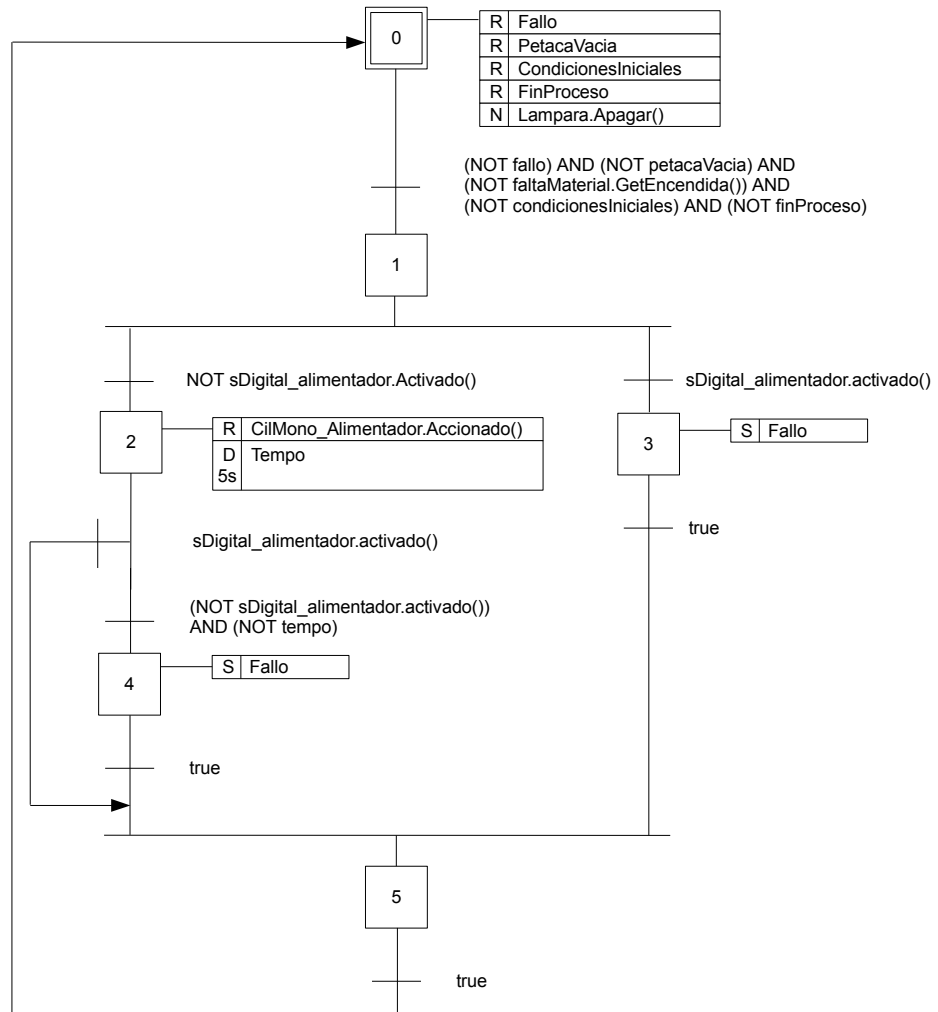 0
R Fallo
R PetacaVacia
R CondicionesIniciales
R FinProceso
N Lampara.Apagar()
(NOT fallo) AND (NOT petacaVacia) AND
(NOT faltaMaterial.GetEncendida()) AND
(NOT condicionesIniciales) AND (NOT finProceso)
1
NOT sDigital_alimentador.Activado()
sDigital_alimentador.activado()
2
R CilMono_Alimentador.Accionado()
D Tempo
5s
3
S Fallo
true
sDigital_alimentador.activado()
(NOT sDigital_alimentador.activado())
AND (NOT tempo)
4
S Fallo
true
5
true